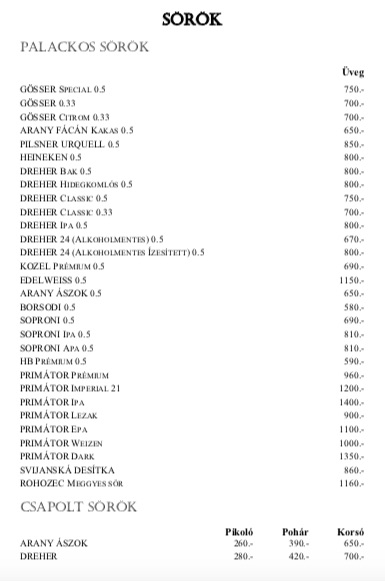 SÖRÖK
PALACKOS SÖRÖK
Üveg
GÖSSER SPECIAL 0.5 750.-
GÖSSER 0.33 700.-
GÖSSER CITROM 0.33 700.-
ARANY FÁCÁN KAKAS 0.5 650.-
PILSNER URQUELL 0.5 850.-
HEINEKEN 0.5 800.-
DREHER BAK 0.5 800.-
DREHER HIDEGKOMLÓS 0.5 800.-
DREHER CLASSIC 0.5 750.-
DREHER CLASSIC 0.33 700.-
DREHER IPA 0.5 800.-
DREHER 24 (ALKOHOLMENTES) 0.5 670.-
DREHER 24 (ALKOHOLMENTES ÍZESÍTETT) 0.5 800.-
KOZEL PRÉMIUM 0.5 690.-
EDELWEISS 0.5 1150.-
ARANY ÁSZOK 0.5 650.-
BORSODI 0.5 580.-
SOPRONI 0.5 690.-
SOPRONI IPA 0.5 810.-
SOPRONI APA 0.5 810.-
HB PRÉMIUM 0.5 590.-
PRIMÁTOR PRÉMIUM 960.-
PRIMÁTOR IMPERIAL 21 1200.-
PRIMÁTOR IPA 1400.-
PRIMÁTOR LEZAK 900.-
PRIMÁTOR EPA 1100.-
PRIMÁTOR WEIZEN 1000.-
PRIMÁTOR DARK 1350.-
SVIJANSKÁ DESÍTKA 860.-
ROHOZEC MEGGYES SÖR 1160.-
CSAPOLT SÖRÖK
Pikoló Pohár Korsó
ARANY ÁSZOK 260.- 390.- 650.-
DREHER 280.- 420.- 700.-